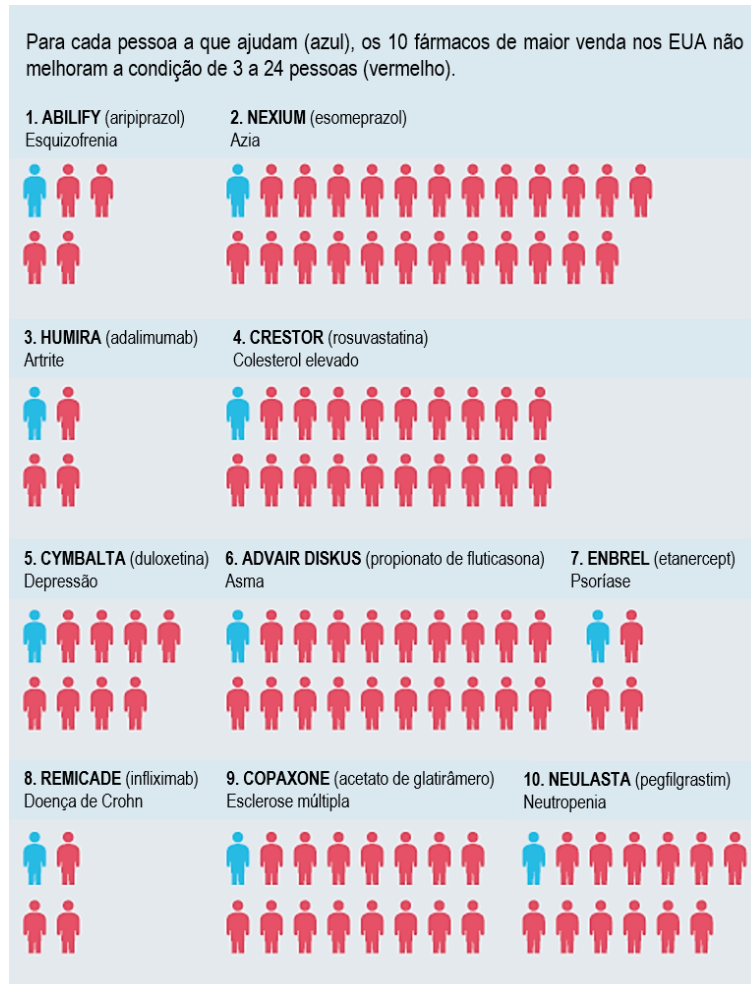 Para cada pessoa a que ajudam (azul), os 10 fármacos de maior venda nos EUA não
melhoram a condição de 3 a 24 pessoas (vermelho).
1. ABILIFY (aripiprazol)
Esquizofrenia
2. NEXIUM (esomeprazol)
Azia
3. HUMIRA (adalimumab)
Artrite
4. CRESTOR (rosuvastatina)
Colesterol elevado
5. CYMBALTA (duloxetina)
Depressão
6. ADVAIR DISKUS (propionato de fluticasona)
Asma
7. ENBREL (etanercept)
Psoríase
8. REMICADE (infliximab)
Doença de Crohn
9. COPAXONE (acetato de glatirâmero)
Esclerose múltipla
10. NEULASTA (pegfilgrastim)
Neutropenia